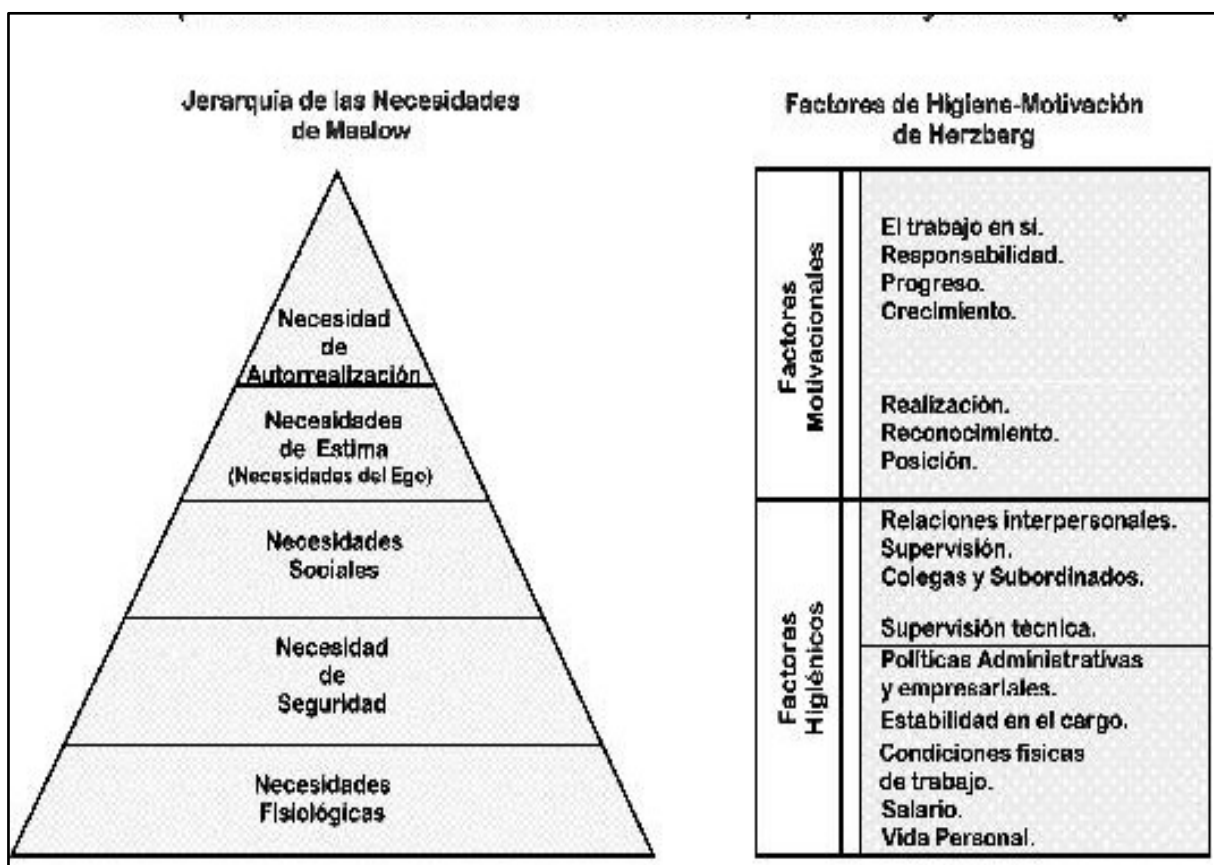 Jerarquía de las Necesidades
de Maslow
Necesidad
de
Autorrealización
Necesidades
de Estima
(Necesidades del Ego)
Necesidades
Sociales
Necesidad
de
Seguridad
Necesidades
Fisiológicas
Factores de Higiene-Motivación
de Herzberg
Factores
Motivacionales
El trabajo en sí.
Responsabilidad.
Progreso.
Crecimiento.
Realización.
Reconocimiento.
Posición.
Factores
Higiénicos
Relaciones interpersonales.
Supervisión.
Colegas y Subordinados.
Supervisión técnica.
Políticas Administrativas
y empresariales.
Estabilidad en el cargo.
Condiciones físicas
de trabajo.
Salario.
Vida Personal.